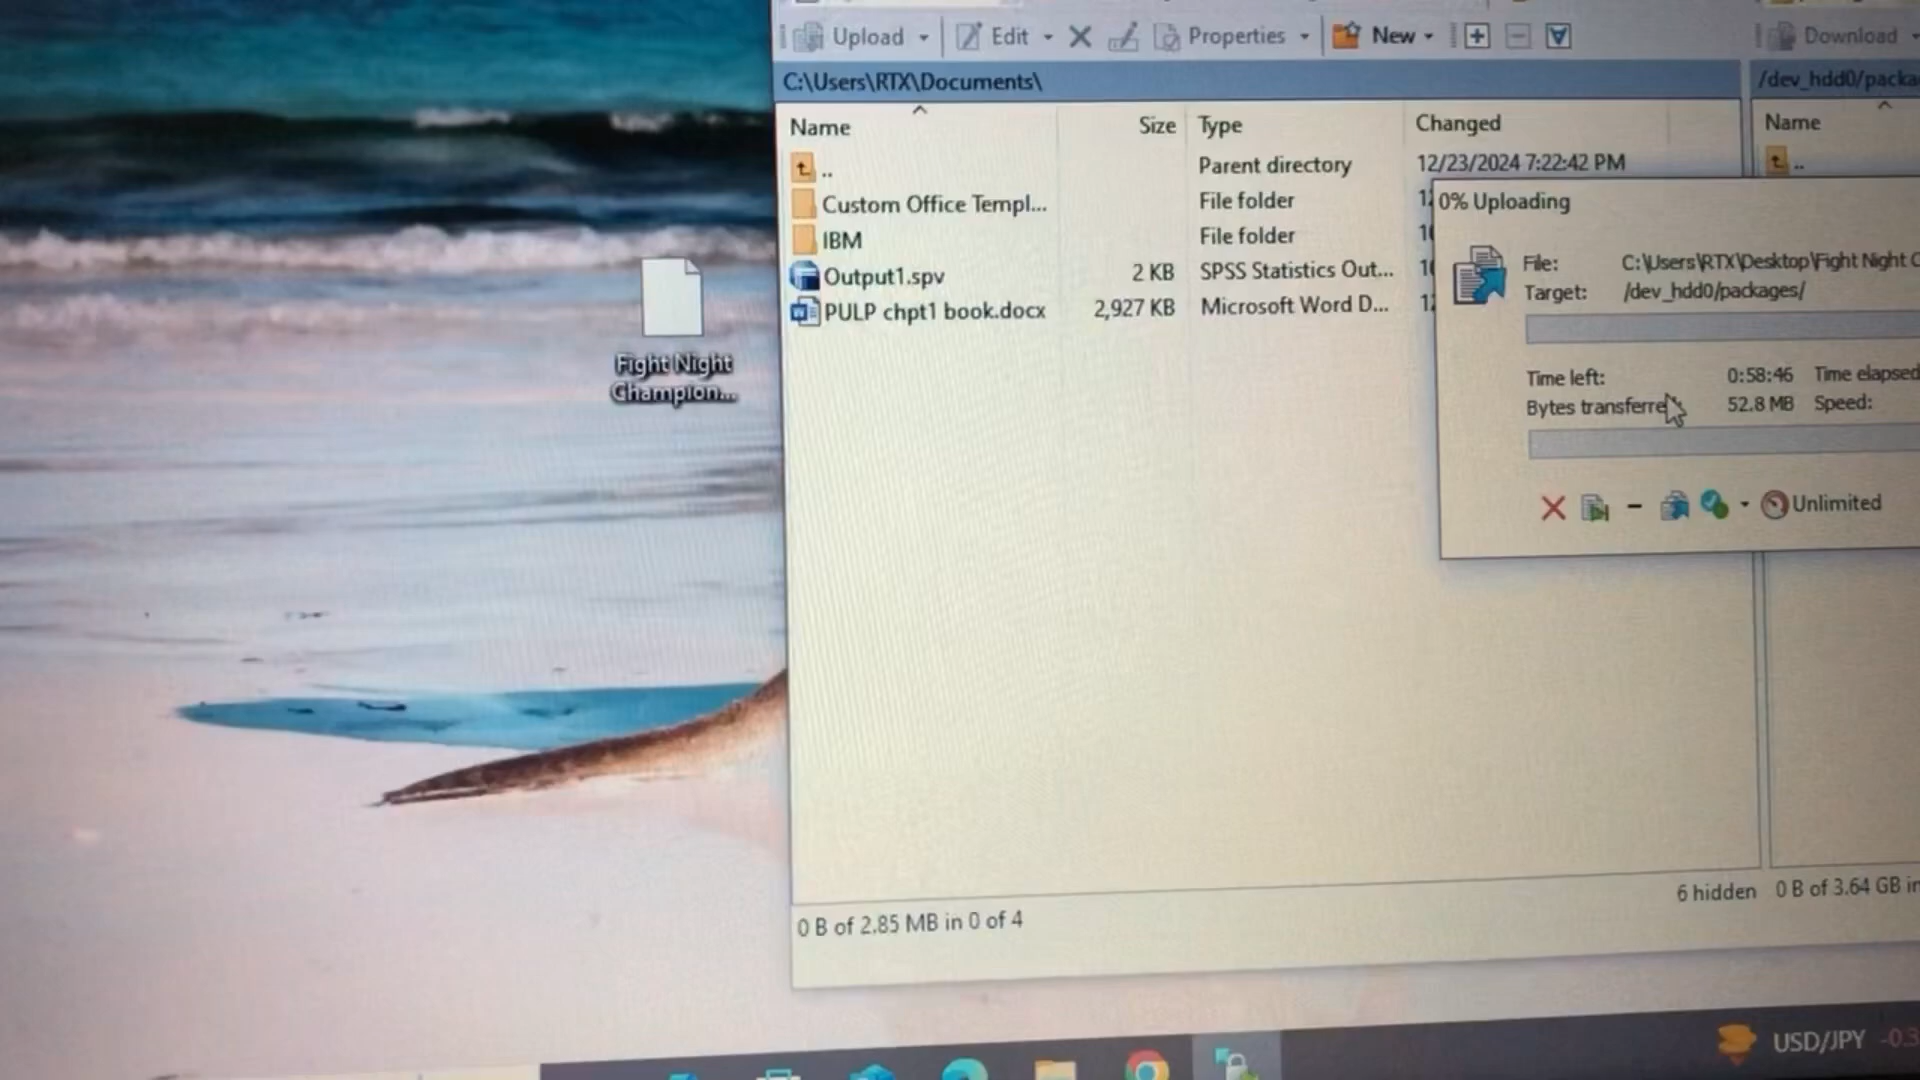 Upload Edit Properties New Download
C:\Users\RTX\Documents\ /dev_hdd0/packa
Name Size Type Changed Name
.. Parent directory 12/23/2024 7:22:42 PM ..
Custom Office Templ... File folder
IBM File folder
Output1.spv 2 KB SPSS Statistics Out...
PULP chpt1 book.docx 2,927 KB Microsoft Word D...
0% Uploading
File: C:\Users\RTX\Desktop\Fight Night C
Target: /dev_hdd0/packages/
Time left: 0:58:46 Time elapsed
Bytes transferre 52.8 MB Speed:
Unlimited
Fight Night
Champion...
6 hidden 0 B of 3.64 GB in
0 B of 2.85 MB in 0 of 4
USD/JPY -0.3